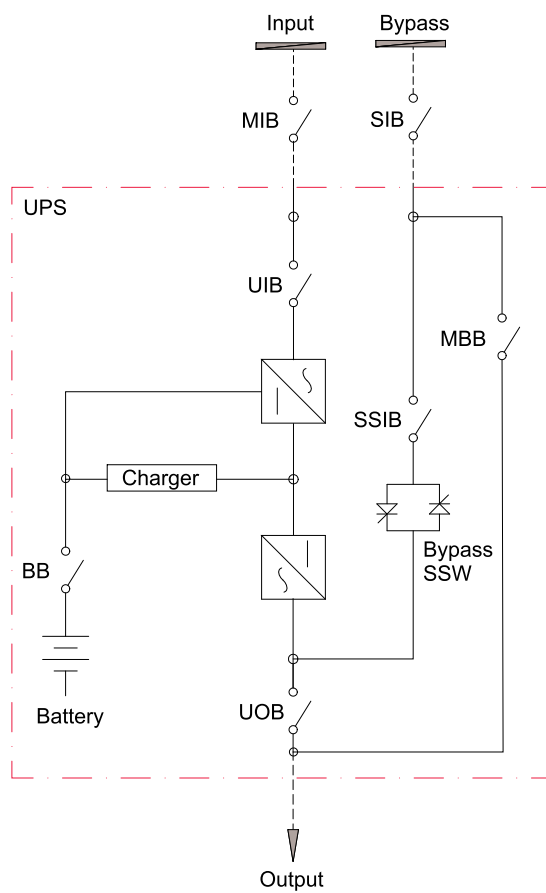 Input
Bypass
MIB
SIB
UPS
UIB
MBB
SSIB
Charger
Bypass
SSW
BB
Battery
UOB
Output